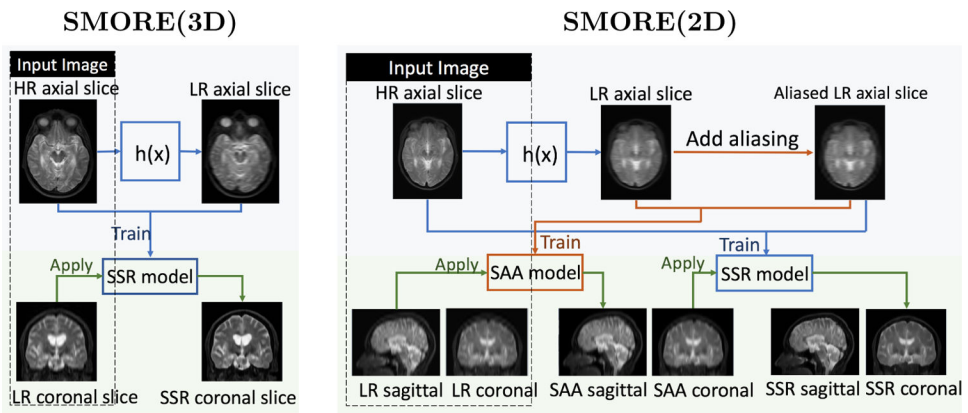 SMORE(3D)
Input Image
HR axial slice
LR axial slice
h(x)
Train
Apply
SSR model
LR coronal slice
SSR coronal slice
SMORE(2D)
Input Image
HR axial slice
LR axial slice
Aliased LR axial slice
h(x)
Add aliasing
Train
Train
Apply
SAA model
Apply
SSR model
LR sagittal
LR coronal
SAA sagittal
SAA coronal
SSR sagittal
SSR coronal